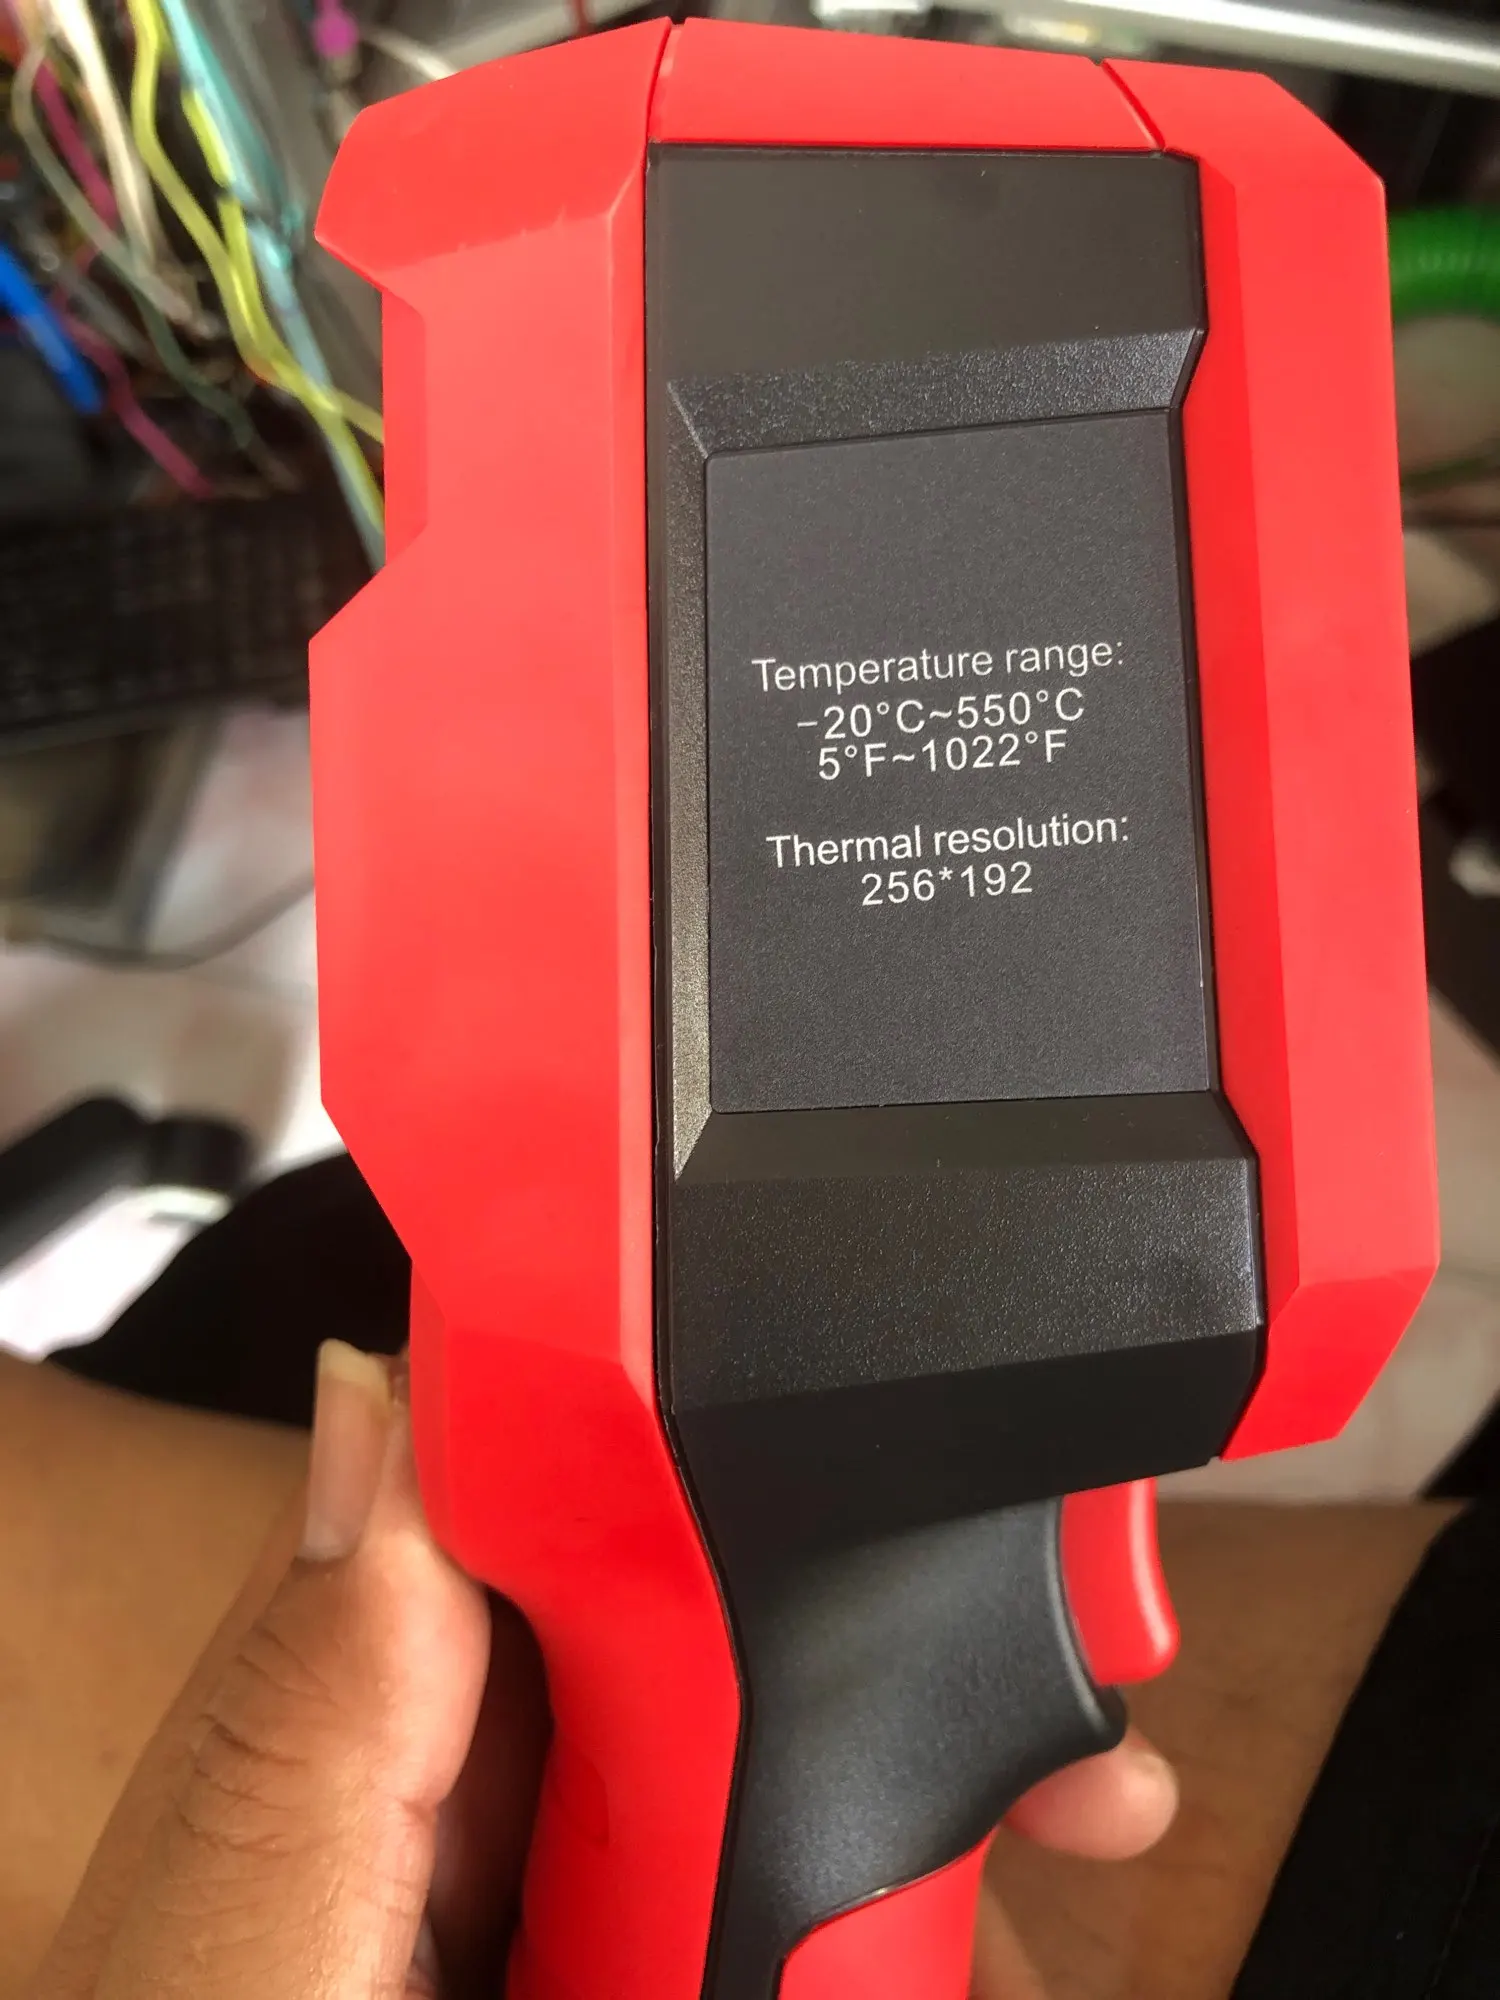 Temperature range:
−20°C~550°C
5°F~1022°F
Thermal resolution:
256*192